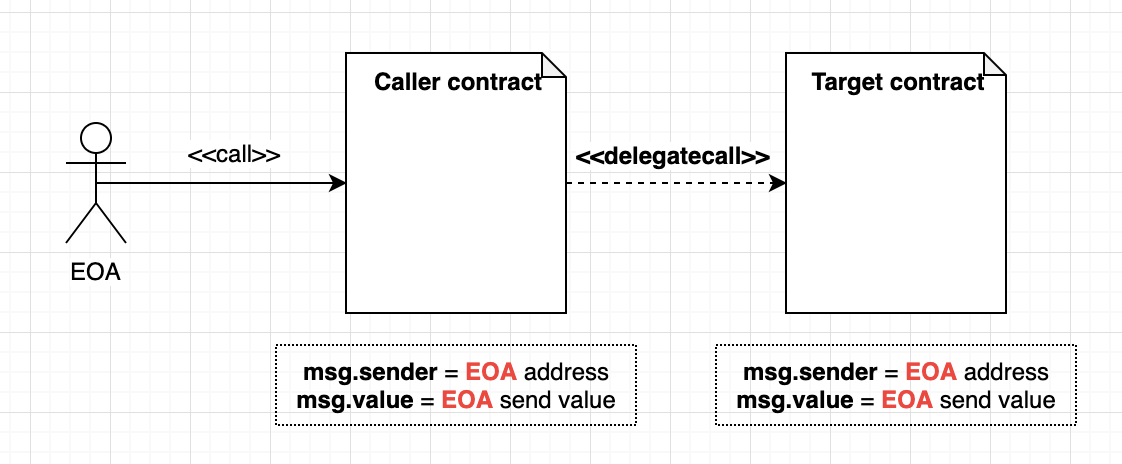 Caller contract
Target contract
<<call>>
<<delegatecall>>
EOA
msg.sender = EOA address
msg.value = EOA send value
msg.sender = EOA address
msg.value = EOA send value